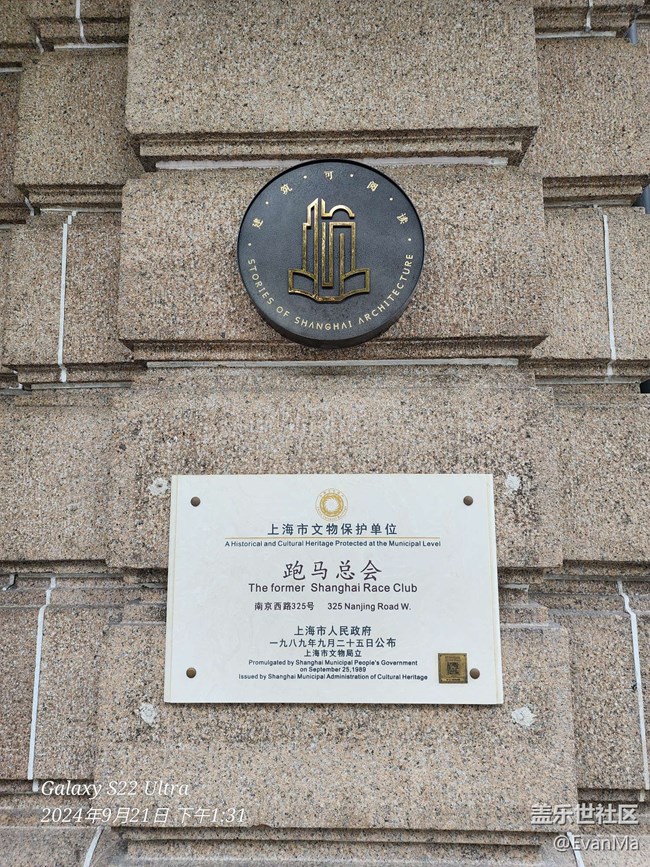 建·筑·可·阅·读
STORIES OF SHANGHAI ARCHITECTURE
上海市文物保护单位
A Historical and Cultural Heritage Protected at the Municipal Level
跑马总会
The former Shanghai Race Club
南京西路325号 325 Nanjing Road W.
上海市人民政府
一九八九年九月二十五日公布
上海市文物局立
Promulgated by Shanghai Municipal People's Government
on September 25,1989
Issued by Shanghai Municipal Administration of Cultural Heritage
Galaxy S22 Ultra
2024年9月21日 下午1:31
盖乐世社区
@EvanMa